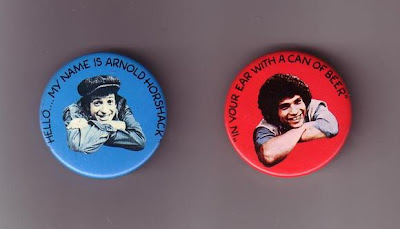 "HELLO....MY NAME IS ARNOLD HORSHACK"
"IN YOUR EAR WITH A CAN OF BEER"